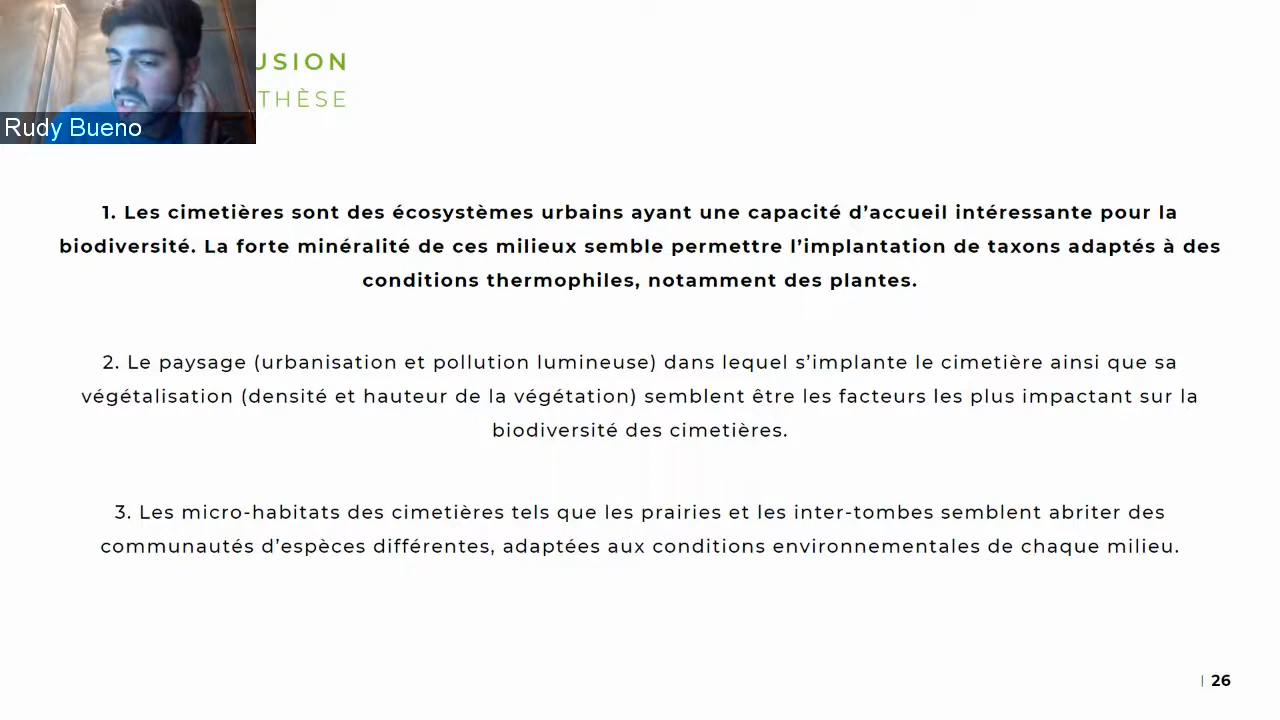 USION
THÈSE
Rudy Bueno
1. Les cimetières sont des écosystèmes urbains ayant une capacité d’accueil intéressante pour la
biodiversité. La forte minéralité de ces milieux semble permettre l’implantation de taxons adaptés à des
conditions thermophiles, notamment des plantes.
2. Le paysage (urbanisation et pollution lumineuse) dans lequel s’implante le cimetière ainsi que sa
végétalisation (densité et hauteur de la végétation) semblent être les facteurs les plus impactant sur la
biodiversité des cimetières.
3. Les micro-habitats des cimetières tels que les prairies et les inter-tombes semblent abriter des
communautés d’espèces différentes, adaptées aux conditions environnementales de chaque milieu.
| 26